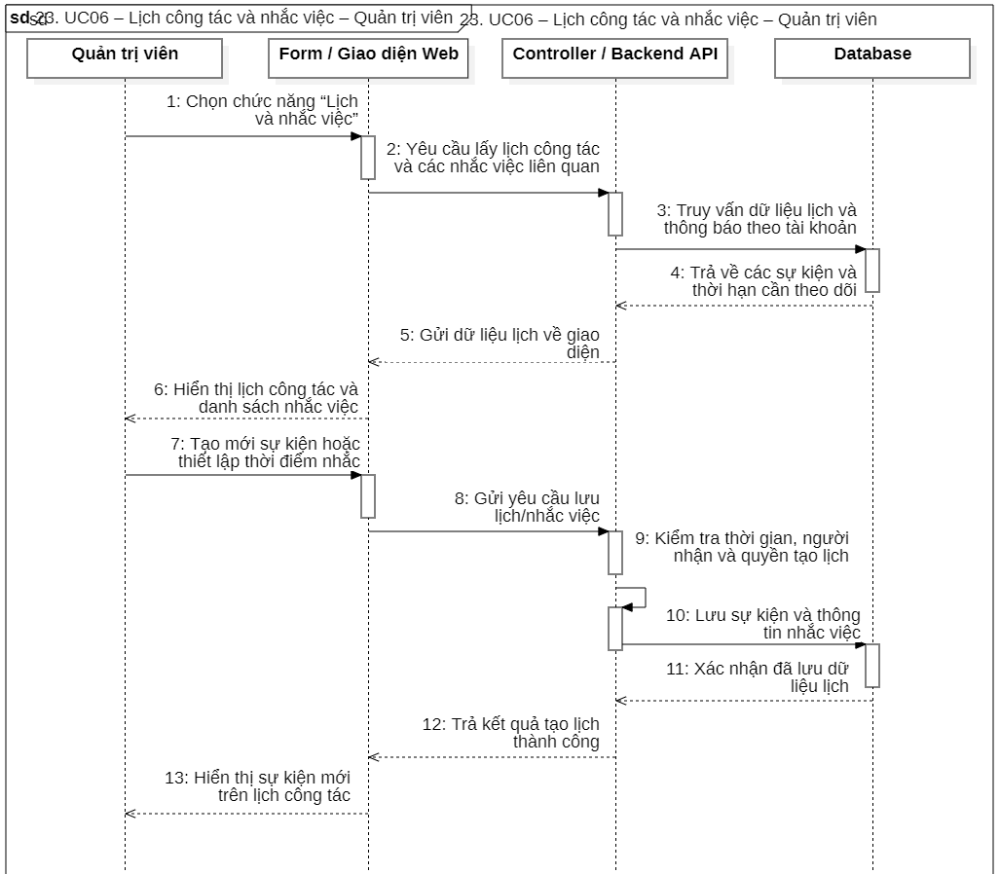 sd 23. UC06 – Lịch công tác và nhắc việc – Quản trị viên
sd 23. UC06 – Lịch công tác và nhắc việc – Quản trị viên
Quản trị viên
Form / Giao diện Web
Controller / Backend API
Database
1: Chọn chức năng “Lịch
và nhắc việc”
2: Yêu cầu lấy lịch công tác
và các nhắc việc liên quan
3: Truy vấn dữ liệu lịch và
thông báo theo tài khoản
4: Trả về các sự kiện và
thời hạn cần theo dõi
5: Gửi dữ liệu lịch về giao
diện
6: Hiển thị lịch công tác và
danh sách nhắc việc
7: Tạo mới sự kiện hoặc
thiết lập thời điểm nhắc
8: Gửi yêu cầu lưu
lịch/nhắc việc
9: Kiểm tra thời gian, người
nhận và quyền tạo lịch
10: Lưu sự kiện và thông
tin nhắc việc
11: Xác nhận đã lưu dữ
liệu lịch
12: Trả kết quả tạo lịch
thành công
13: Hiển thị sự kiện mới
trên lịch công tác